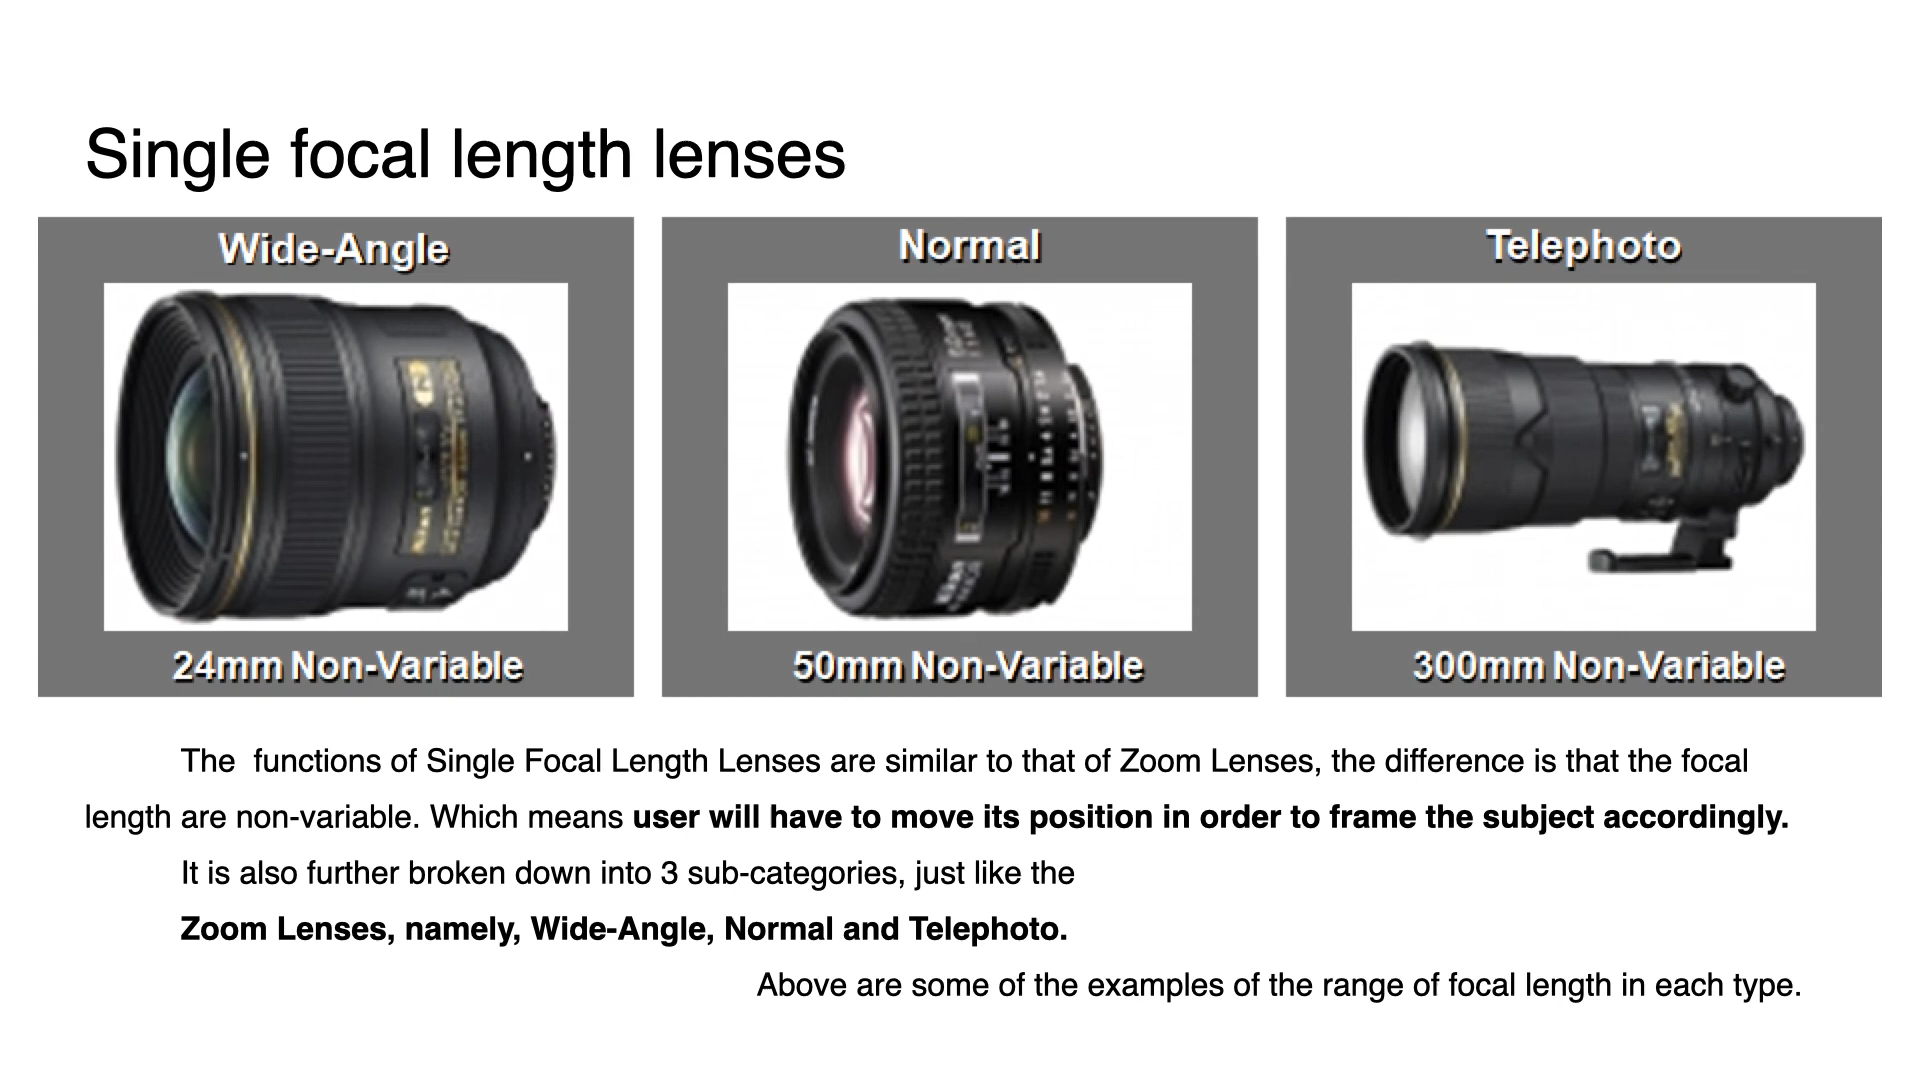 Single focal length lenses
Wide-Angle
Normal
Telephoto
24mm Non-Variable
50mm Non-Variable
300mm Non-Variable
The  functions of Single Focal Length Lenses are similar to that of Zoom Lenses, the difference is that the focal
length are non-variable. Which means user will have to move its position in order to frame the subject accordingly.
It is also further broken down into 3 sub-categories, just like the
Zoom Lenses, namely, Wide-Angle, Normal and Telephoto.
Above are some of the examples of the range of focal length in each type.